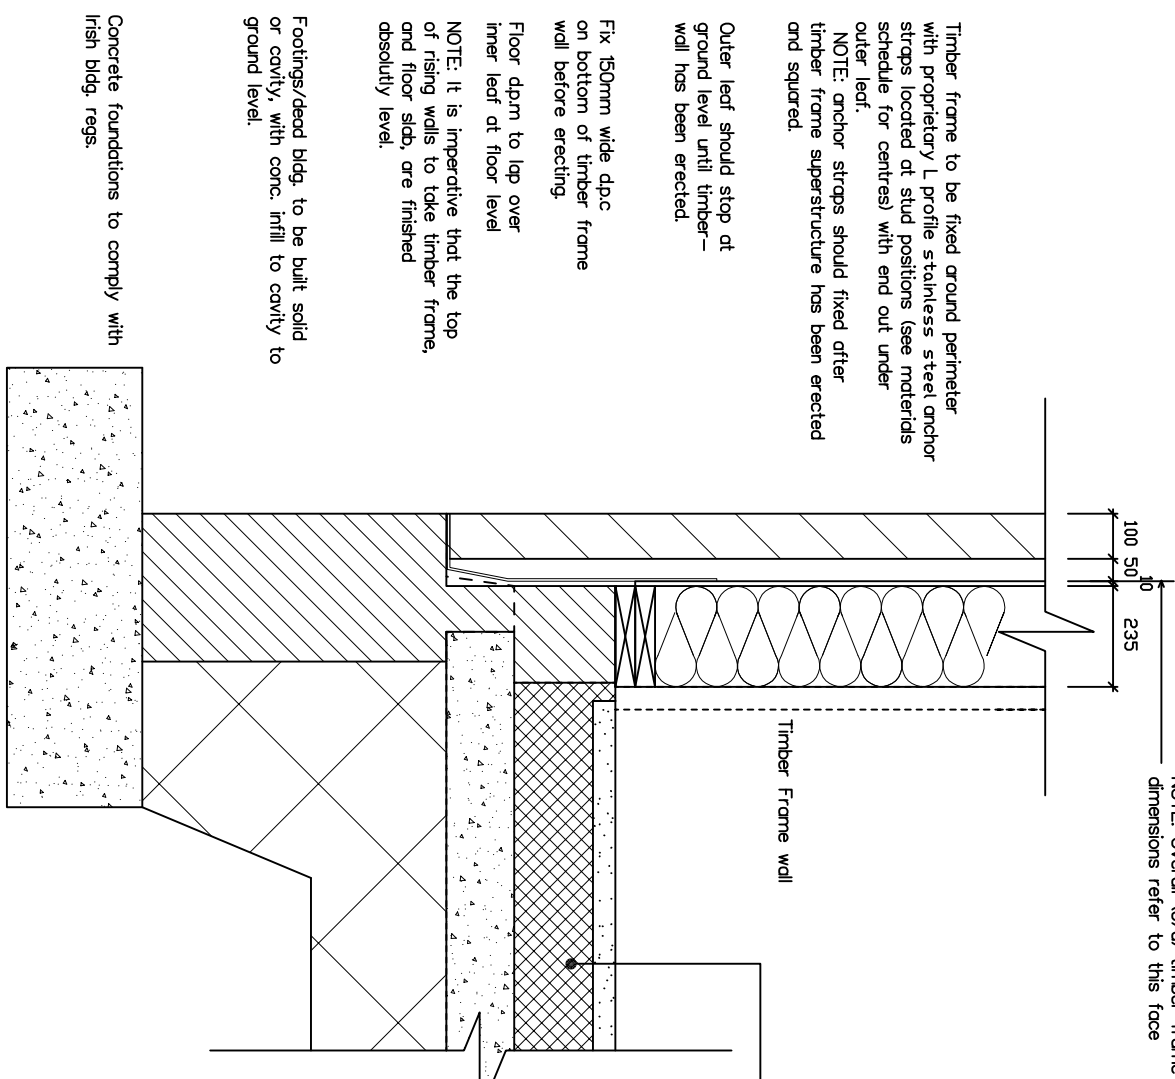 Timber frame to be fixed around perimeter
with proprietary L profile stainless steel anchor
straps located at stud positions (see materials
schedule for centres) with end out under
outer leaf.
NOTE: anchor straps should fixed after
timber frame superstructure has been erected
and squared.
Outer leaf should stop at
ground level until timber-
wall has been erected.
Fix 150mm wide d.p.c
on bottom of timber frame
wall before erecting.
Floor d.p.m to lap over
inner leaf at floor level
NOTE: It is imperative that the top
of rising walls to take timber frame,
and floor slab, are finished
absolutly level.
Footings/dead bldg. to be built solid
or cavity, with conc. infill to cavity to
ground level.
Concrete foundations to comply with
Irish bldg. regs.
100
50
10
235
Timber Frame wall
dimensions refer to this face